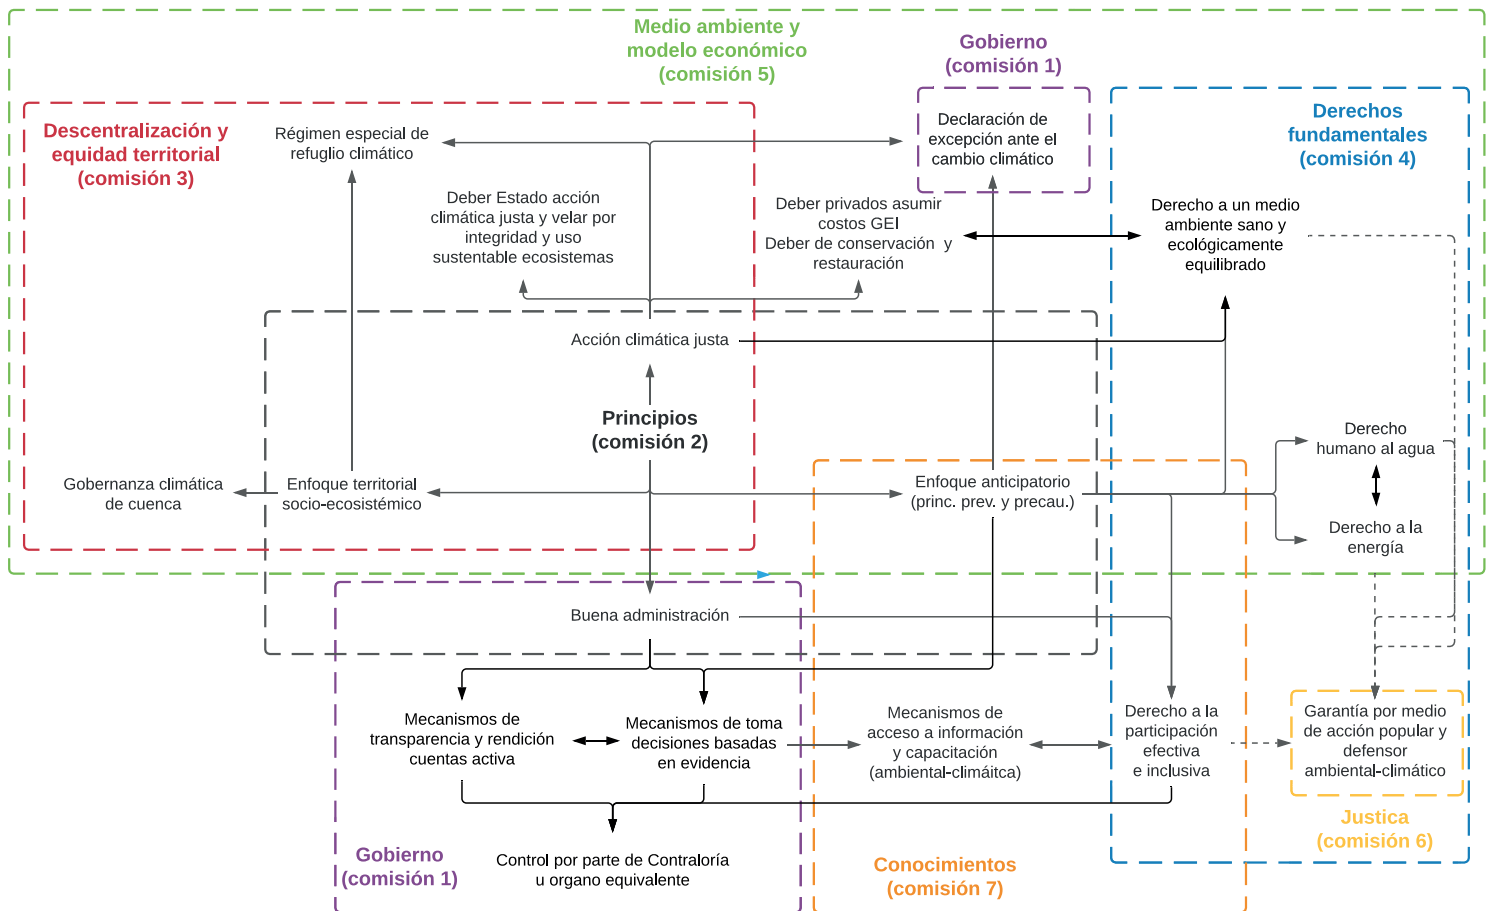 Medio ambiente y
modelo económico
(comisión 5)
Gobierno
(comisión 1)
Descentralización y
equidad territorial
(comisión 3)
Régimen especial de
refuglio climático
Declaración de
excepción ante el
cambio climático
Derechos
fundamentales
(comisión 4)
Deber Estado acción
climática justa y velar por
integridad y uso
sustentable ecosistemas
Deber privados asumir
costos GEI
Deber de conservación y
restauración
Derecho a un medio
ambiente sano y
ecológicamente
equilibrado
Acción climática justa
Principios
(comisión 2)
Derecho
humano al agua
Gobernanza climática
de cuenca
Enfoque territorial
socio-ecosistémico
Enfoque anticipatorio
(princ. prev. y precau.)
Derecho a la
energía
Buena administración
Mecanismos de
transparencia y rendición
cuentas activa
Mecanismos de toma
decisiones basadas
en evidencia
Mecanismos de
acceso a información
y capacitación
(ambiental-climáitca)
Derecho a la
participación
efectiva
e inclusiva
Garantía por medio
de acción popular y
defensor
ambiental-climático
Justica
(comisión 6)
Gobierno
(comisión 1)
Control por parte de Contraloría
u organo equivalente
Conocimientos
(comisión 7)